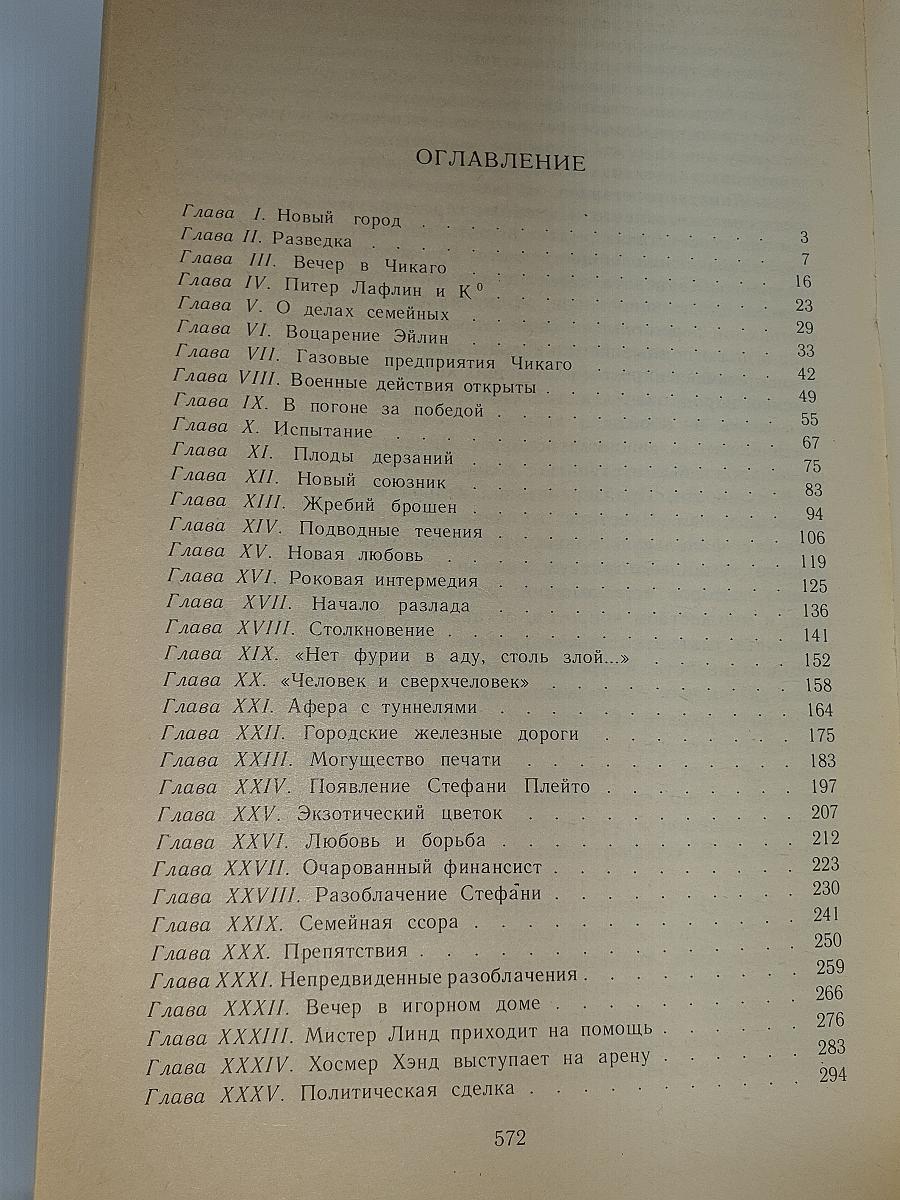 ОГЛАВЛЕНИЕ
Глава I. Новый город . . . . . . . . . . . . . . . . 3
Глава II. Разведка . . . . . . . . . . . . . . . . 7
Глава III. Вечер в Чикаго . . . . . . . . . . . . . . 16
Глава IV. Питер Лафлин и К⁰ . . . . . . . . . . . . . 23
Глава V. О делах семейных . . . . . . . . . . . . . . 29
Глава VI. Воцарение Эйлин . . . . . . . . . . . . . . 33
Глава VII. Газовые предприятия Чикаго . . . . . . . . . 42
Глава VIII. Военные действия открыты . . . . . . . . . . 49
Глава IX. В погоне за победой . . . . . . . . . . . . 55
Глава X. Испытание . . . . . . . . . . . . . . . . 67
Глава XI. Плоды дерзаний . . . . . . . . . . . . . . 75
Глава XII. Новый союзник . . . . . . . . . . . . . . 83
Глава XIII. Жребий брошен . . . . . . . . . . . . . . 94
Глава XIV. Подводные течения . . . . . . . . . . . . . 106
Глава XV. Новая любовь . . . . . . . . . . . . . . . 119
Глава XVI. Роковая интермедия . . . . . . . . . . . . 125
Глава XVII. Начало разлада . . . . . . . . . . . . . 136
Глава XVIII. Столкновение . . . . . . . . . . . . . . 141
Глава XIX. «Нет фурии в аду, столь злой...» . . . . . . 152
Глава XX. «Человек и сверхчеловек» . . . . . . . . . . 158
Глава XXI. Афера с туннелями . . . . . . . . . . . . 164
Глава XXII. Городские железные дороги . . . . . . . . 175
Глава XXIII. Могущество печати . . . . . . . . . . . 183
Глава XXIV. Появление Стефани Плейто . . . . . . . . 197
Глава XXV. Экзотический цветок . . . . . . . . . . . 207
Глава XXVI. Любовь и борьба . . . . . . . . . . . . 212
Глава XXVII. Очарованный финансист . . . . . . . . . . 223
Глава XXVIII. Разоблачение Стефани . . . . . . . . . . 230
Глава XXIX. Семейная ссора . . . . . . . . . . . . . 241
Глава XXX. Препятствия . . . . . . . . . . . . . . . 250
Глава XXXI. Непредвиденные разоблачения . . . . . . . . 259
Глава XXXII. Вечер в игорном доме . . . . . . . . . . 266
Глава XXXIII. Мистер Линд приходит на помощь . . . . . . 276
Глава XXXIV. Хосмер Хэнд выступает на арену . . . . . . 283
Глава XXXV. Политическая сделка . . . . . . . . . . . 294
572